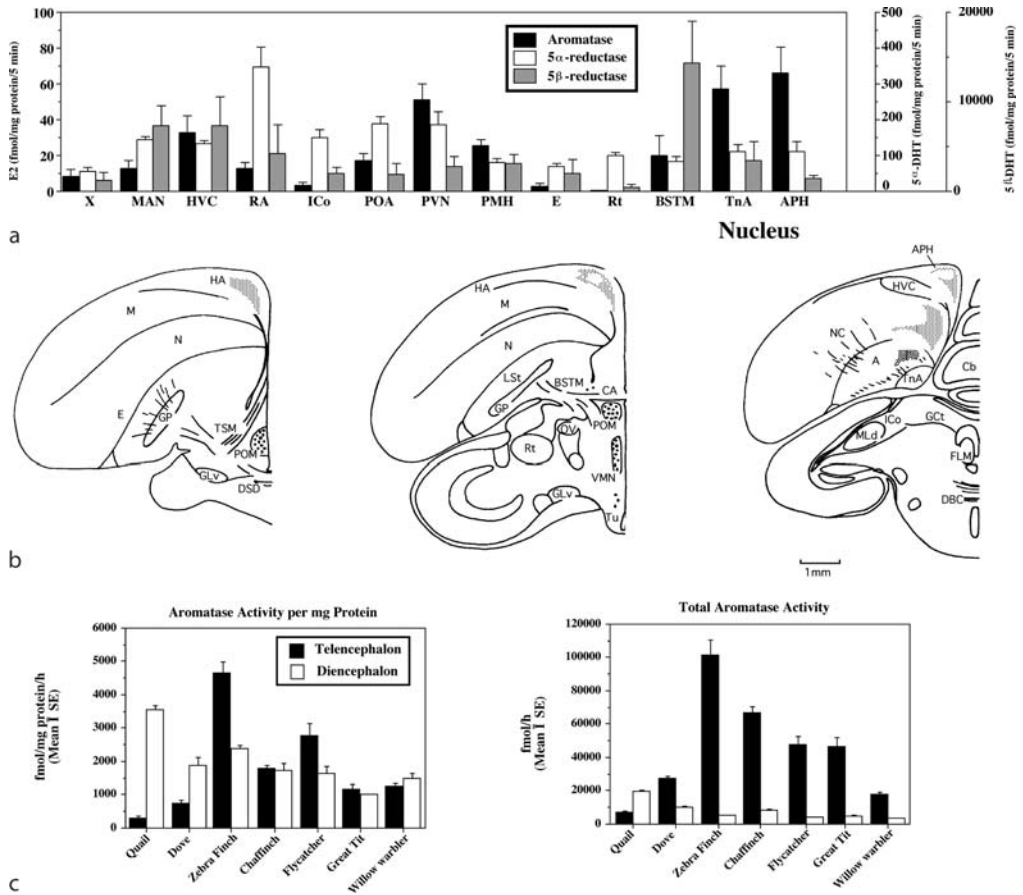 100
80
60
40
20
0
E2 (fmol/mg protein/5 min)
Aromatase
5α-reductase
5β-reductase
500
400
300
200
100
0
5α-DHT (fmol/mg protein/5 min)
20000
10000
0
5β-DHT (fmol/mg protein/5 min)
X MAN HVC RA ICo POA PVN PMH E Rt BSTM TnA APH
Nucleus
a
HA
M
N
E
GP
TSM
POM
GLv
DSD
HA
M
N
LSt
BSTM
CA
GP
POM
OV
Rt
VMN
GLv
Tu
APH
HVC
NC
A
TnA
Cb
ICo
GCt
MLd
FLM
DBC
1mm
b
Aromatase Activity per mg Protein
6000
5000
4000
3000
2000
1000
0
fmol/mg protein/h
(Mean Ï SE)
Telencephalon
Diencephalon
Quail
Dove
Zebra Finch
Chaffinch
Flycatcher
Great Tit
Willow warbler
Total Aromatase Activity
120000
100000
80000
60000
40000
20000
0
fmol/h
(Mean Ï SE)
Quail
Dove
Zebra Finch
Chaffinch
Flycatcher
Great Tit
Willow warbler
c